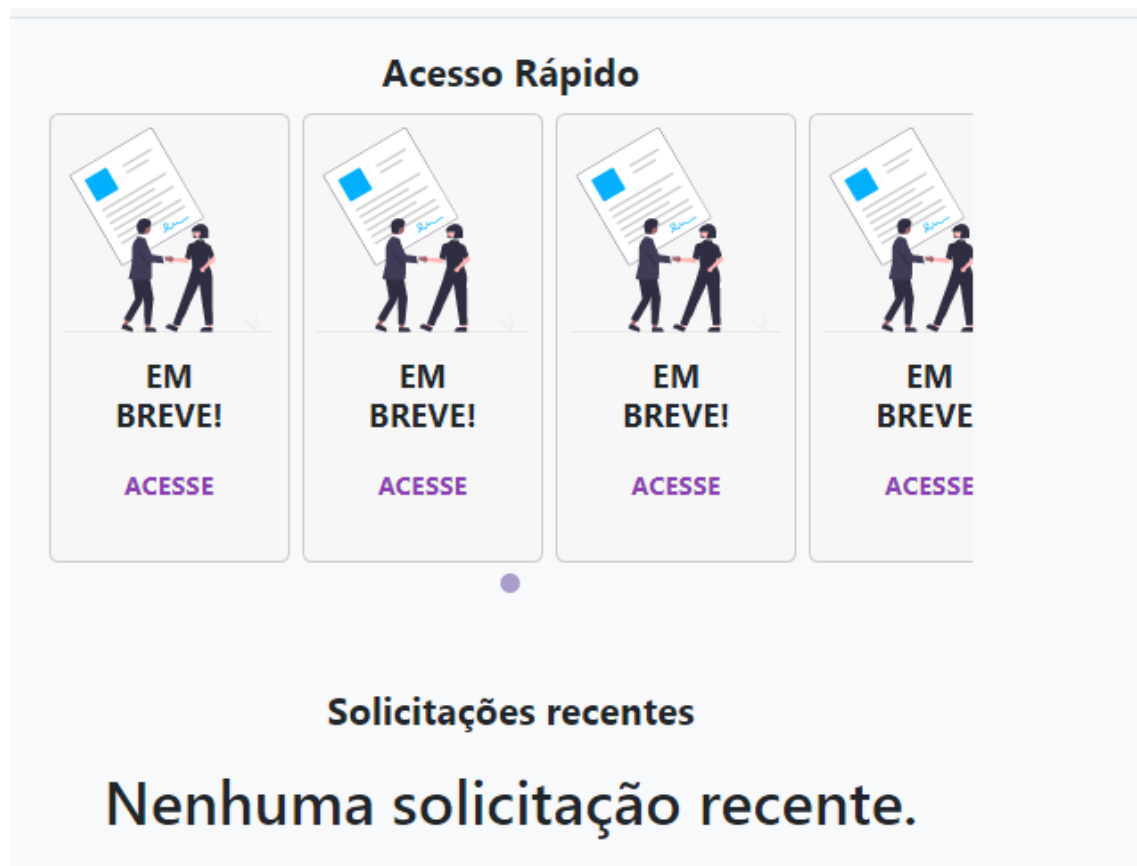 Acesso Rápido
EM EM EM EM
BREVE! BREVE! BREVE! BREVE
ACESSE ACESSE ACESSE ACESSE
Solicitações recentes
Nenhuma solicitação recente.